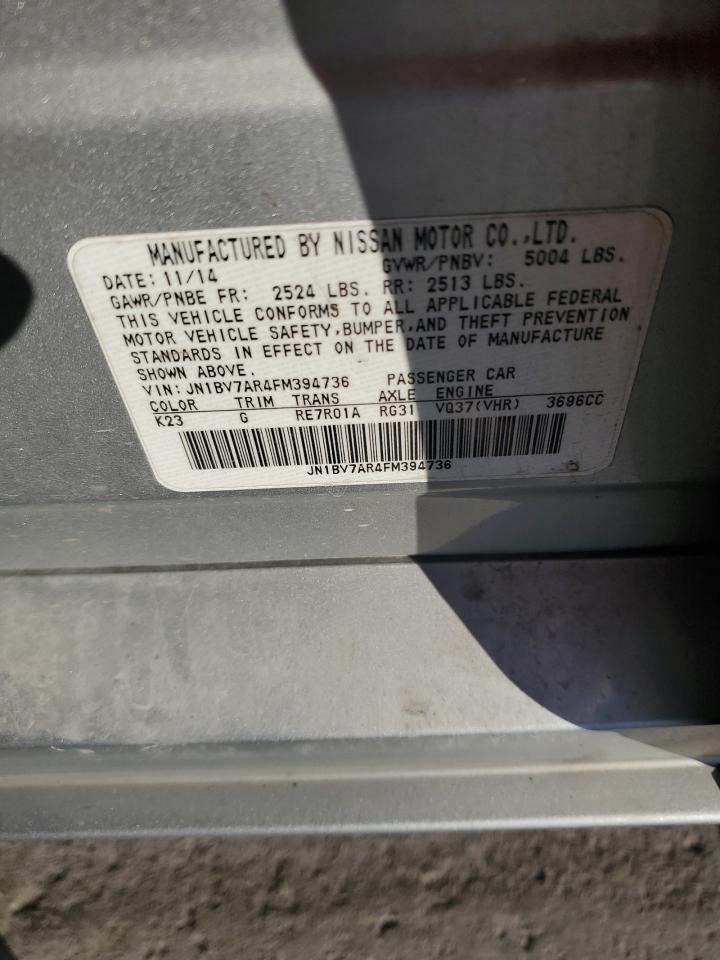 MANUFACTURED BY NISSAN MOTOR CO.,LTD.
DATE: 11/14 GVWR/PNBV: 5004 LBS.
GAWR/PNBE FR: 2524 LBS. RR: 2513 LBS.
THIS VEHICLE CONFORMS TO ALL APPLICABLE FEDERAL
MOTOR VEHICLE SAFETY,BUMPER,AND THEFT PREVENTION
STANDARDS IN EFFECT ON THE DATE OF MANUFACTURE
SHOWN ABOVE.
VIN: JN1BV7AR4FM394736 PASSENGER CAR
COLOR TRIM TRANS AXLE ENGINE
K23 G RE7R01A RG31 VQ37(VHR) 3696CC
JN1BV7AR4FM394736